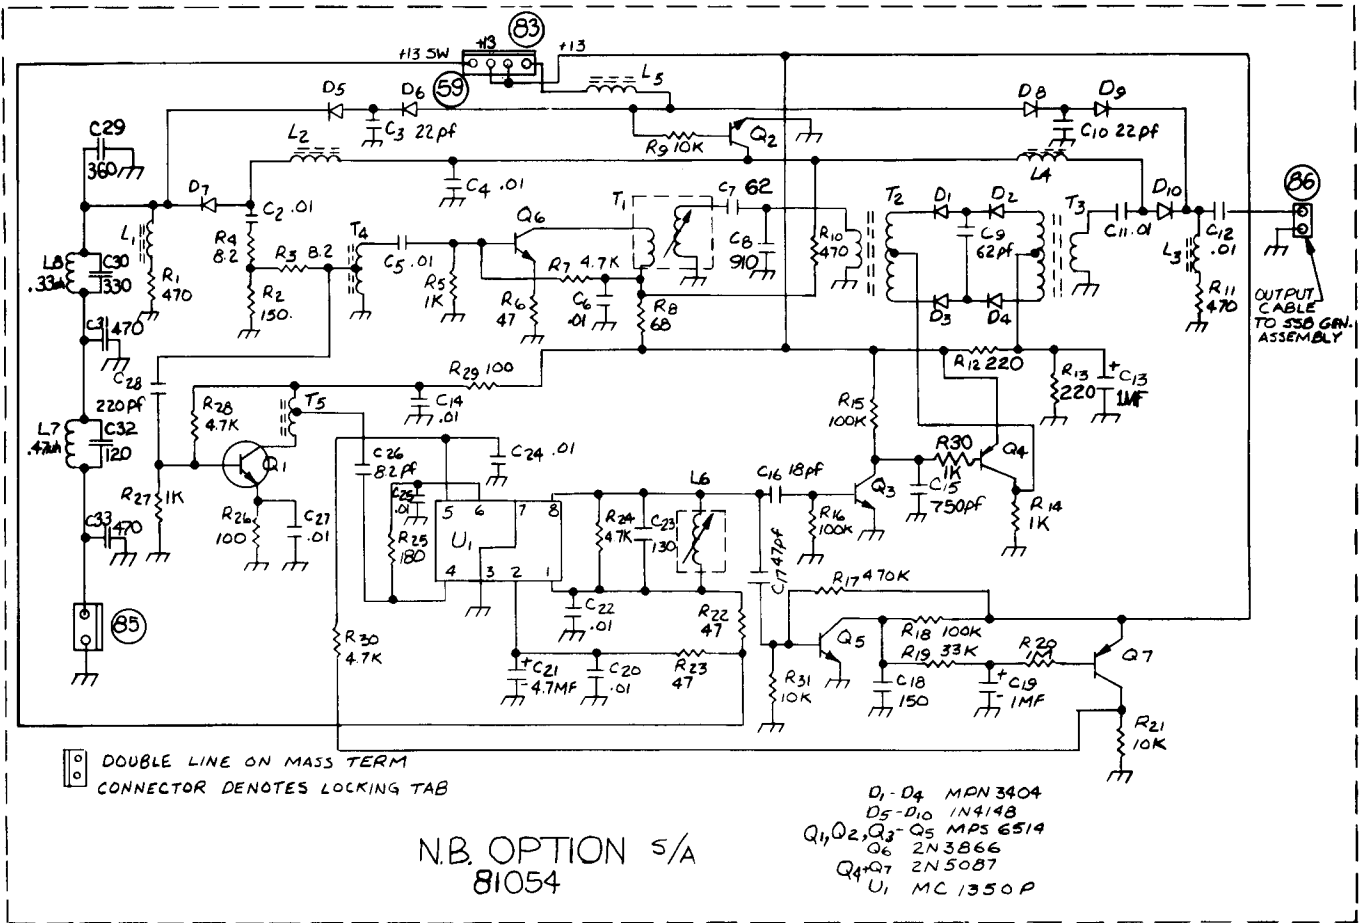 83
+13 SW
+13
+13
59
L5
D5
D6
C3 22pf
D8
D9
C10 22pf
C29
360
L2
R9 10K
Q2
L4
86
D7
C2 .01
C4 .01
T1
C7 62
T2
D1
D2
T3
D10
L1
R4
8.2
R3 8.2
T4
Q6
C8
910
R10
470
C9
62pf
C11 .01
C12
.01
L3
L8
.33uh
C30
330
R1
470
R2
150.
C5 .01
R5
1K
R7 4.7K
R6
47
C6
.01
R8
68
D3
D4
R11
470
OUTPUT
CABLE
TO SSB GEN.
ASSEMBLY
C31 470
C28
220pf
R29 100
R12 220
R13
220
+
C13
1MF
R28
4.7K
T5
C14
.01
R15
100K
L7
.47uh
C32
120
Q1
C26
82pf
C24 .01
L6
C16 18pf
Q3
R30
1K
Q4
C15
750pf
R27 1K
C33 470
R26
100
C27
.01
C25
.01
R25
180
5 6 7 8
U1
4 3 2 1
R24
4.7K
C23
130
R16
100K
R14
1K
C17 47pf
R17 470K
85
R30
4.7K
C22
.01
R22
47
Q5
R18 100K
R19 33K
R20
1M
Q7
+
C21
- 4.7MF
C20
.01
R23
47
R31
10K
C18
150
+
C19
- 1MF
R21
10K
DOUBLE LINE ON MASS TERM
CONNECTOR DENOTES LOCKING TAB
D1-D4 MPN 3404
D5-D10 1N4148
Q1,Q2,Q3-Q5 MPS 6514
Q6 2N3866
Q4+Q7 2N5087
U1 MC 1350P
N.B. OPTION S/A
81054